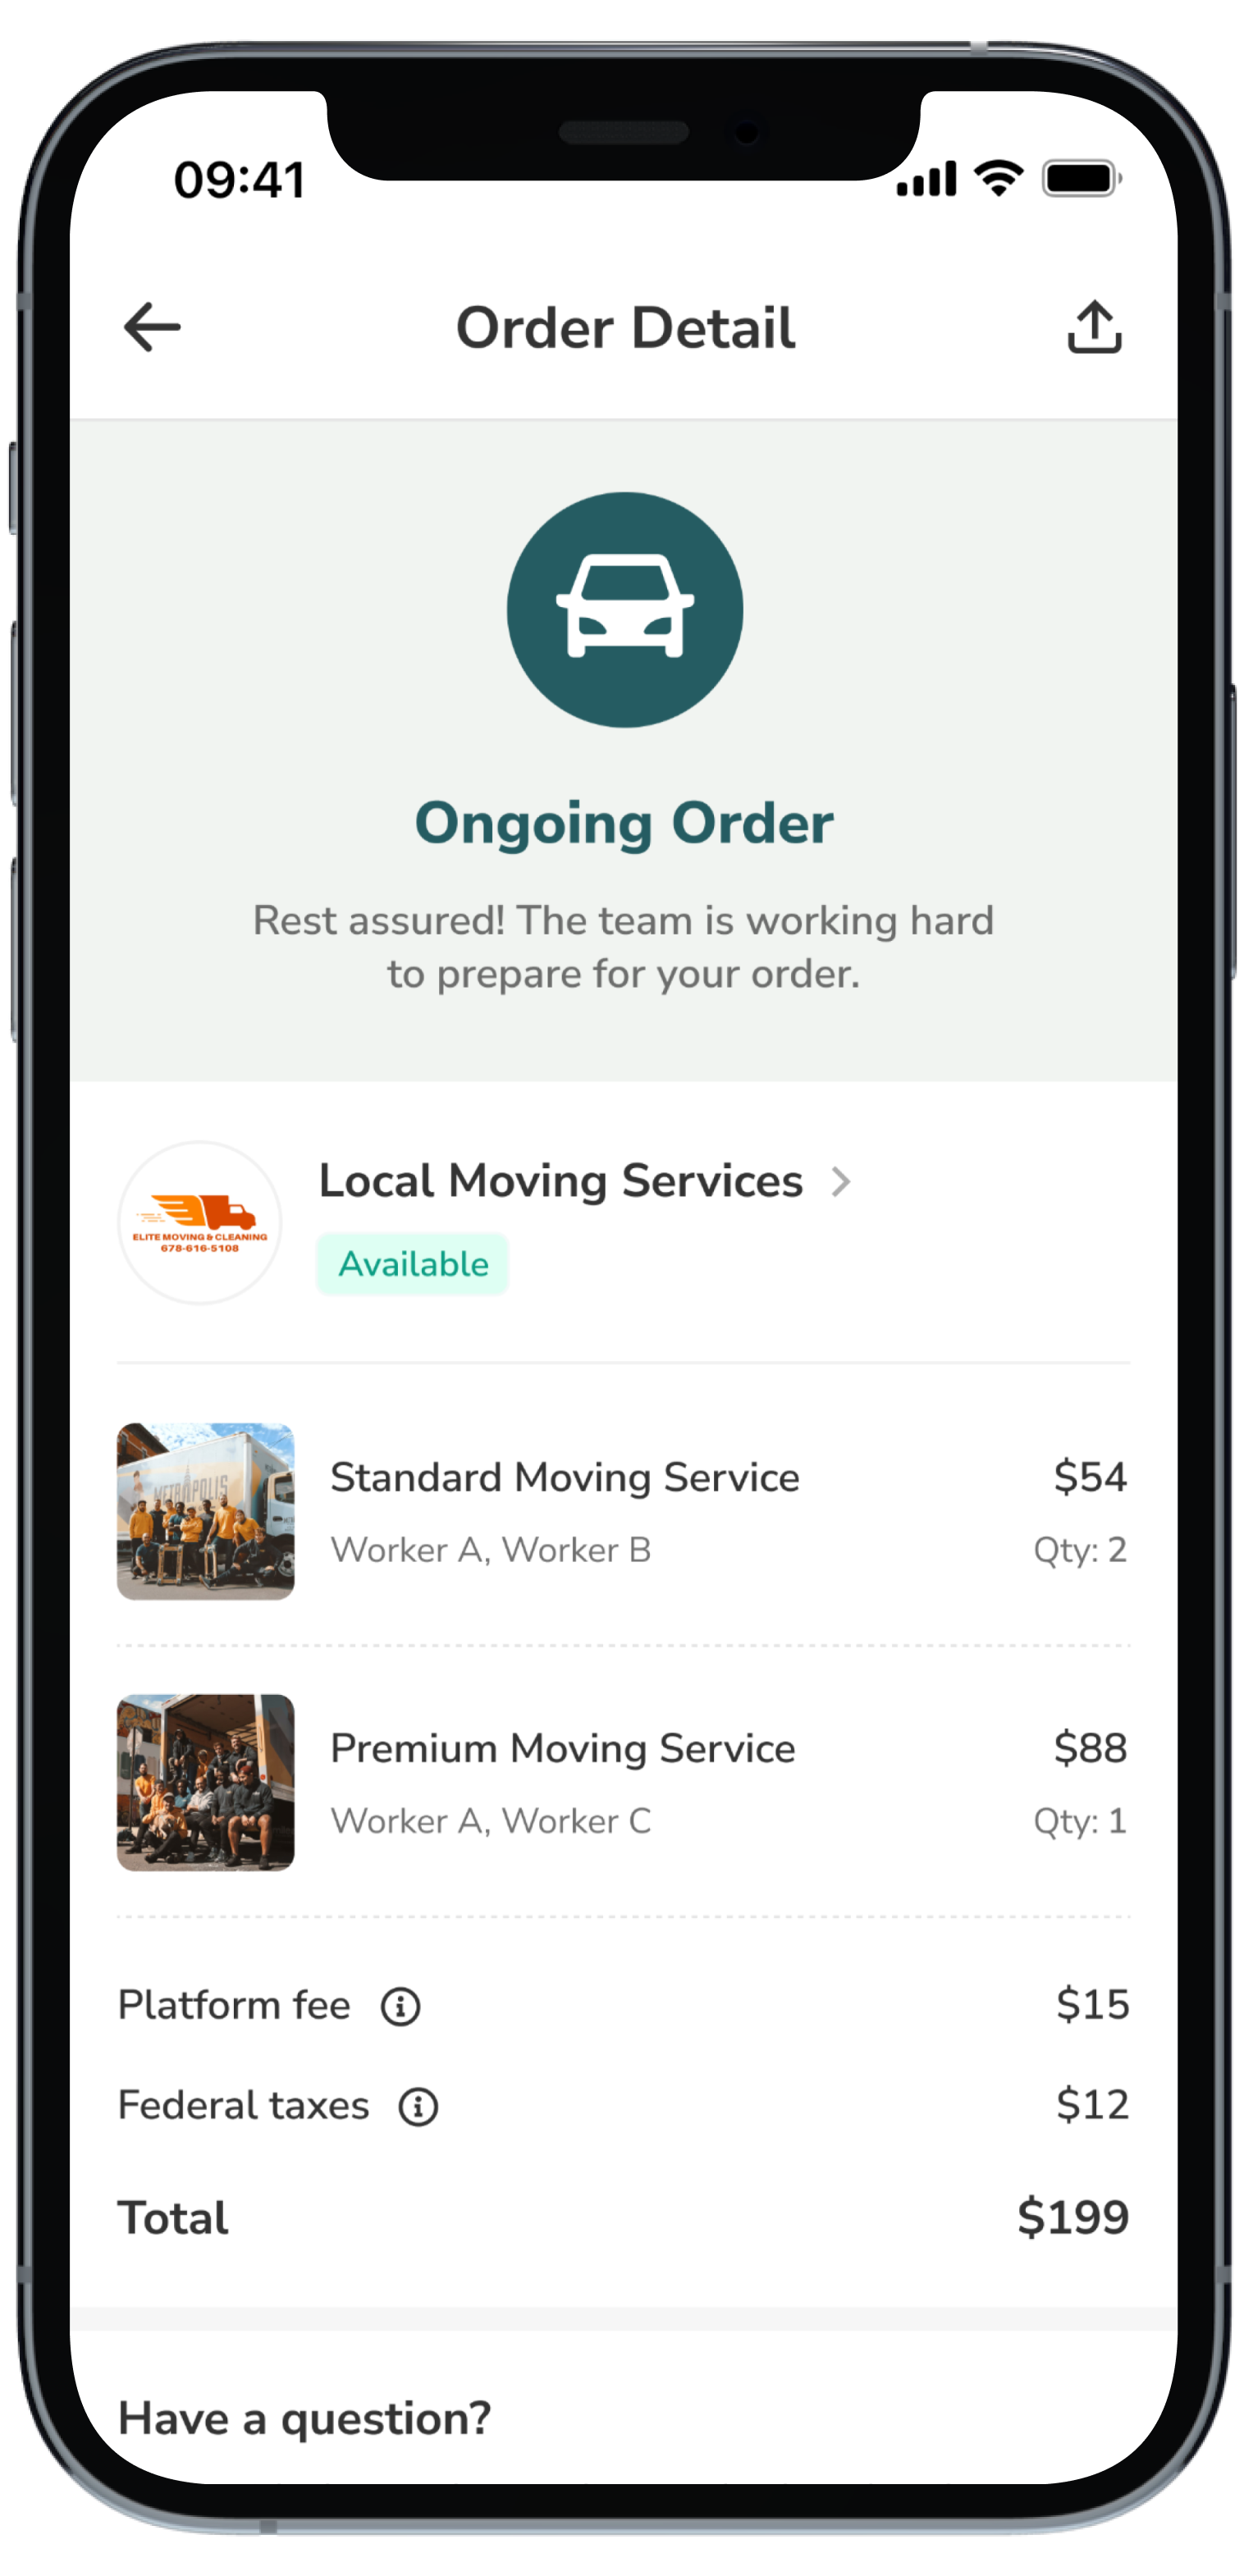 09:41
Order Detail
Ongoing Order
Rest assured! The team is working hard
to prepare for your order.
Local Moving Services
ELITE MOVING & CLEANING
678-616-5108
Available
METROPOLIS
Standard Moving Service
$54
Worker A, Worker B
Qty: 2
Premium Moving Service
$88
Worker A, Worker C
Qty: 1
Platform fee
$15
Federal taxes
$12
Total
$199
Have a question?